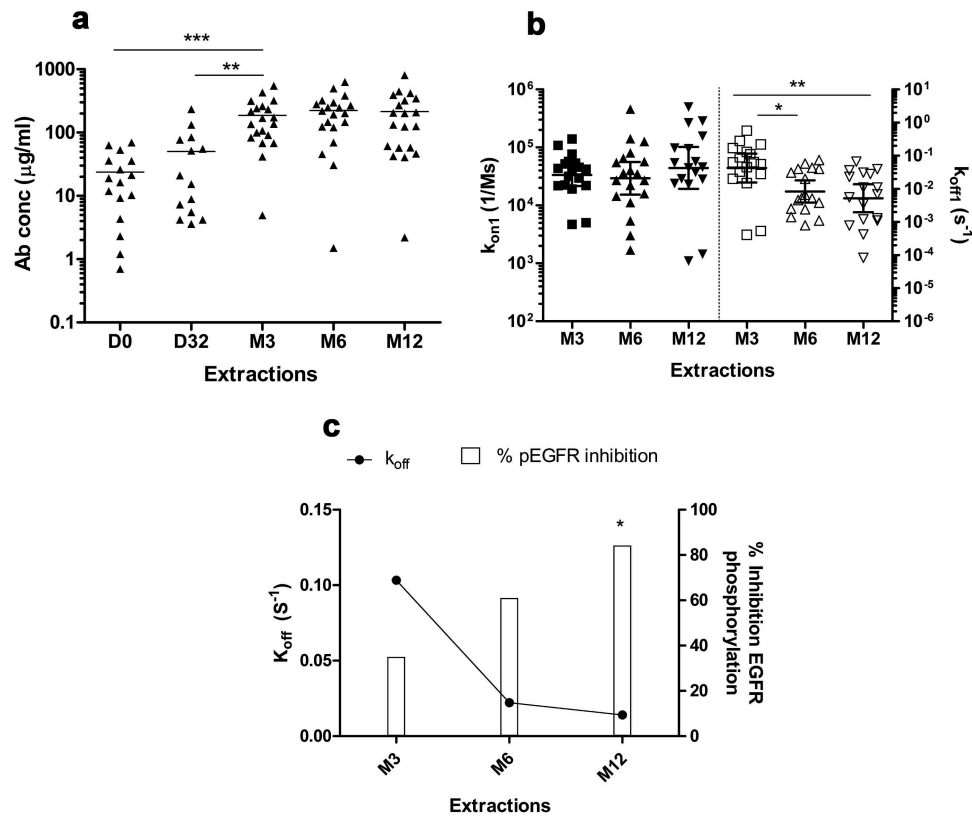 a
***
**
1000
100
10
1
0.1
Ab conc (µg/ml)
D0 D32 M3 M6 M12
Extractions
b
**
*
10⁶
10⁵
10⁴
10³
10²
k_on1 (1/Ms)
10¹
10⁰
10⁻¹
10⁻²
10⁻³
10⁻⁴
10⁻⁵
10⁻⁶
k_off1 (s⁻¹)
M3 M6 M12 M3 M6 M12
Extractions
c
k_off % pEGFR inhibition
0.15
0.10
0.05
0.00
K_off (S⁻¹)
*
100
80
60
40
20
0
% Inhibition EGFR
phosphorylation
M3 M6 M12
Extractions